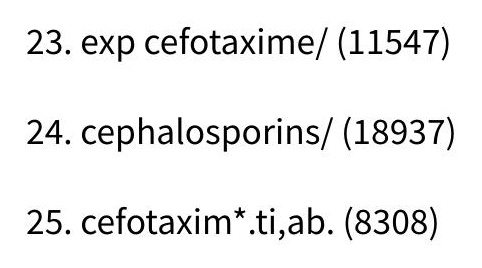 23. exp cefotaxime/ (11547)
24. cephalosporins/ (18937)
25. cefotaxim*.ti,ab. (8308)